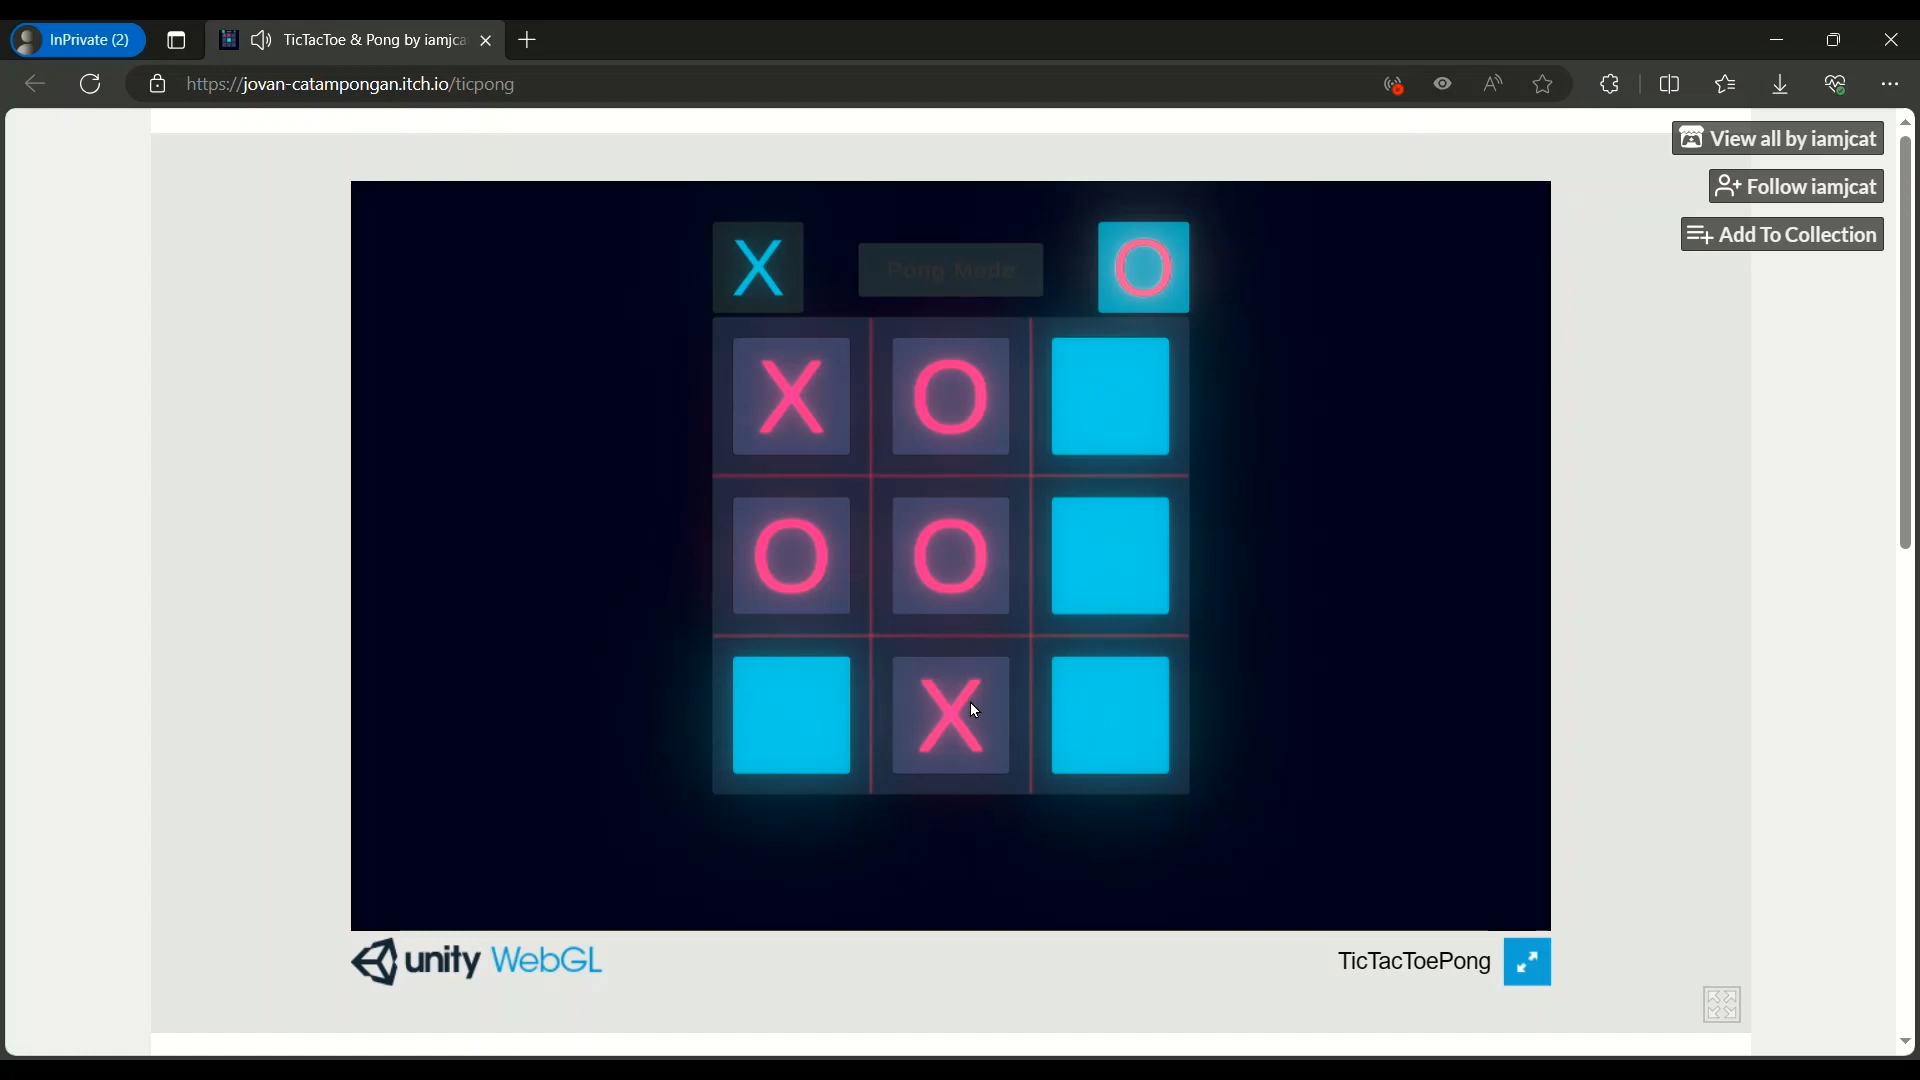 InPrivate (2)
TicTacToe & Pong by iamjca
https://jovan-catampongan.itch.io/ticpong
View all by iamjcat
Follow iamjcat
Add To Collection
X Pong Mode O
X O
O O
X
unity WebGL
TicTacToePong